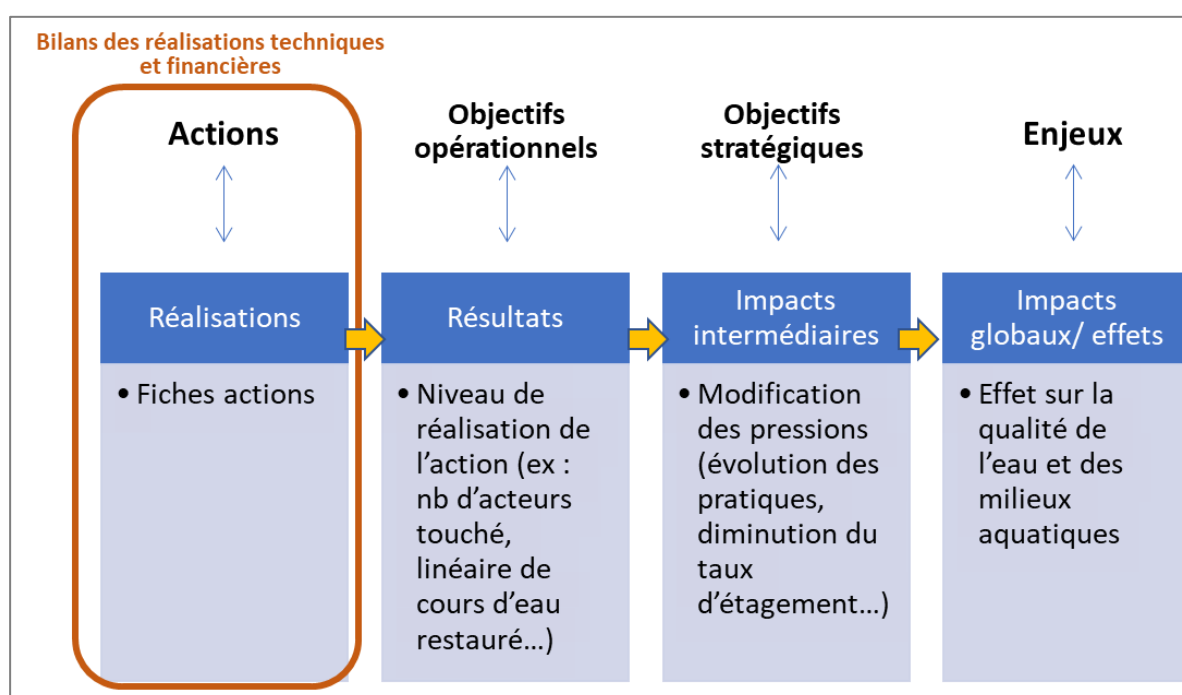 Bilans des réalisations techniques
et financières
Actions
Objectifs
opérationnels
Objectifs
stratégiques
Enjeux
Réalisations
Résultats
Impacts
intermédiaires
Impacts
globaux/ effets
• Fiches actions
• Niveau de
réalisation de
l’action (ex :
nb d’acteurs
touché,
linéaire de
cours d’eau
restauré…)
• Modification
des pressions
(évolution des
pratiques,
diminution du
taux
d’étagement…)
• Effet sur la
qualité de
l’eau et des
milieux
aquatiques